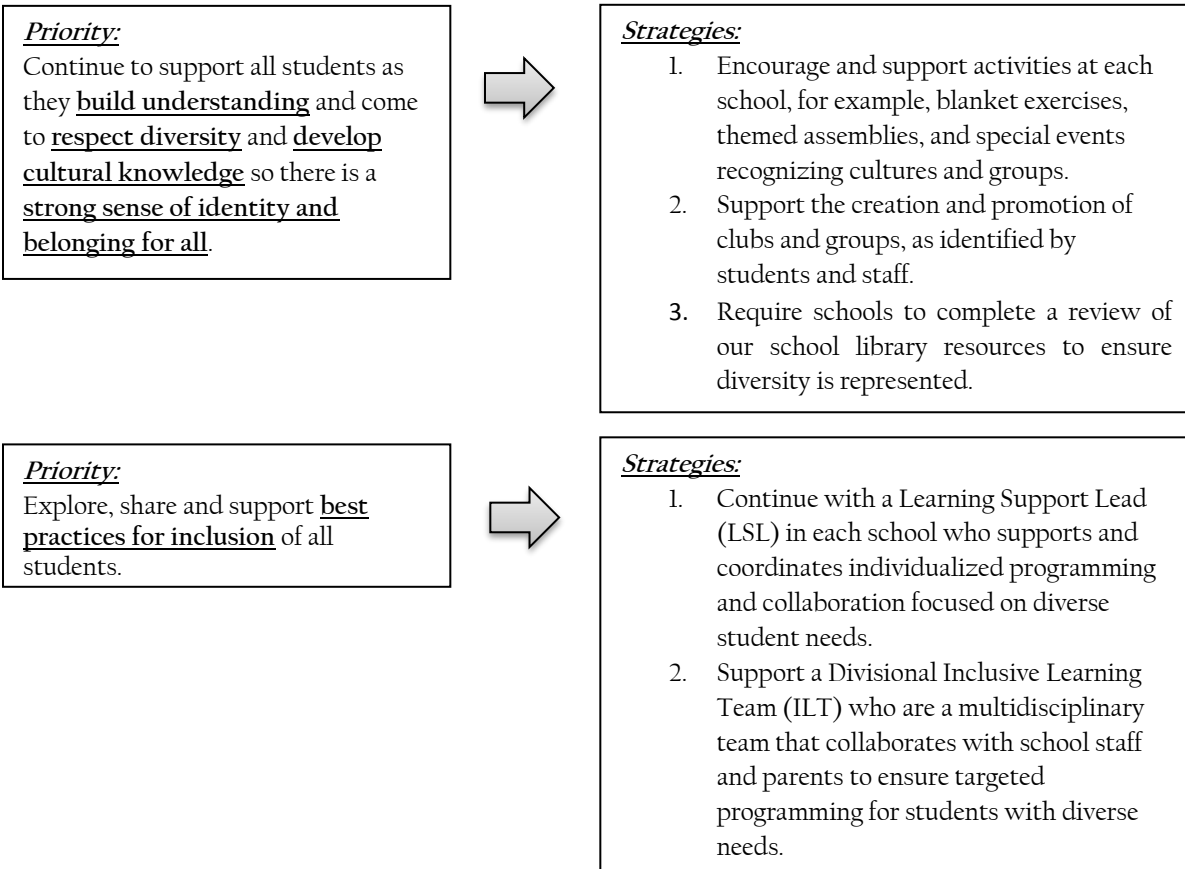 Priority:
Continue to support all students as
they build understanding and come
to respect diversity and develop
cultural knowledge so there is a
strong sense of identity and
belonging for all.
Strategies:
1. Encourage and support activities at each
school, for example, blanket exercises,
themed assemblies, and special events
recognizing cultures and groups.
2. Support the creation and promotion of
clubs and groups, as identified by
students and staff.
3. Require schools to complete a review of
our school library resources to ensure
diversity is represented.
Priority:
Explore, share and support best
practices for inclusion of all
students.
Strategies:
1. Continue with a Learning Support Lead
(LSL) in each school who supports and
coordinates individualized programming
and collaboration focused on diverse
student needs.
2. Support a Divisional Inclusive Learning
Team (ILT) who are a multidisciplinary
team that collaborates with school staff
and parents to ensure targeted
programming for students with diverse
needs.